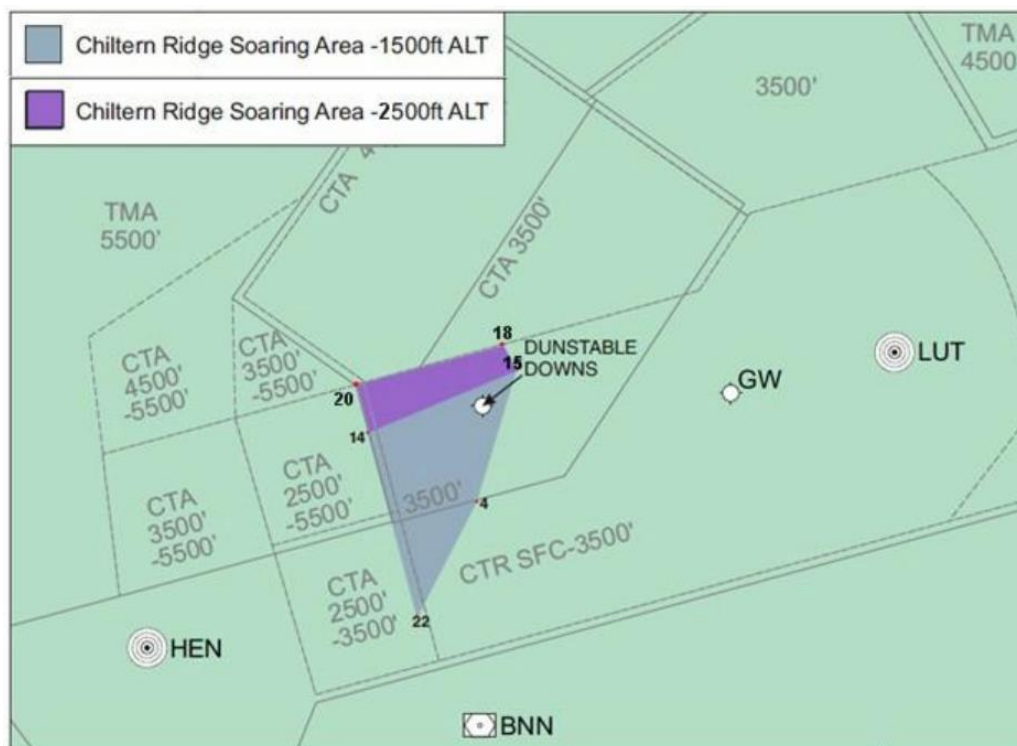 Chiltern Ridge Soaring Area -1500ft ALT
Chiltern Ridge Soaring Area -2500ft ALT
TMA
4500'
3500'
CTA
TMA
5500'
CTA 3500'
18
DUNSTABLE
DOWNS
15
LUT
CTA
4500'
-5500'
CTA
3500'
-5500'
20
GW
14
CTA
2500'
-5500'
3500'
4
CTA
3500'
-5500'
CTR SFC-3500'
CTA
2500'
-3500'
22
HEN
BNN